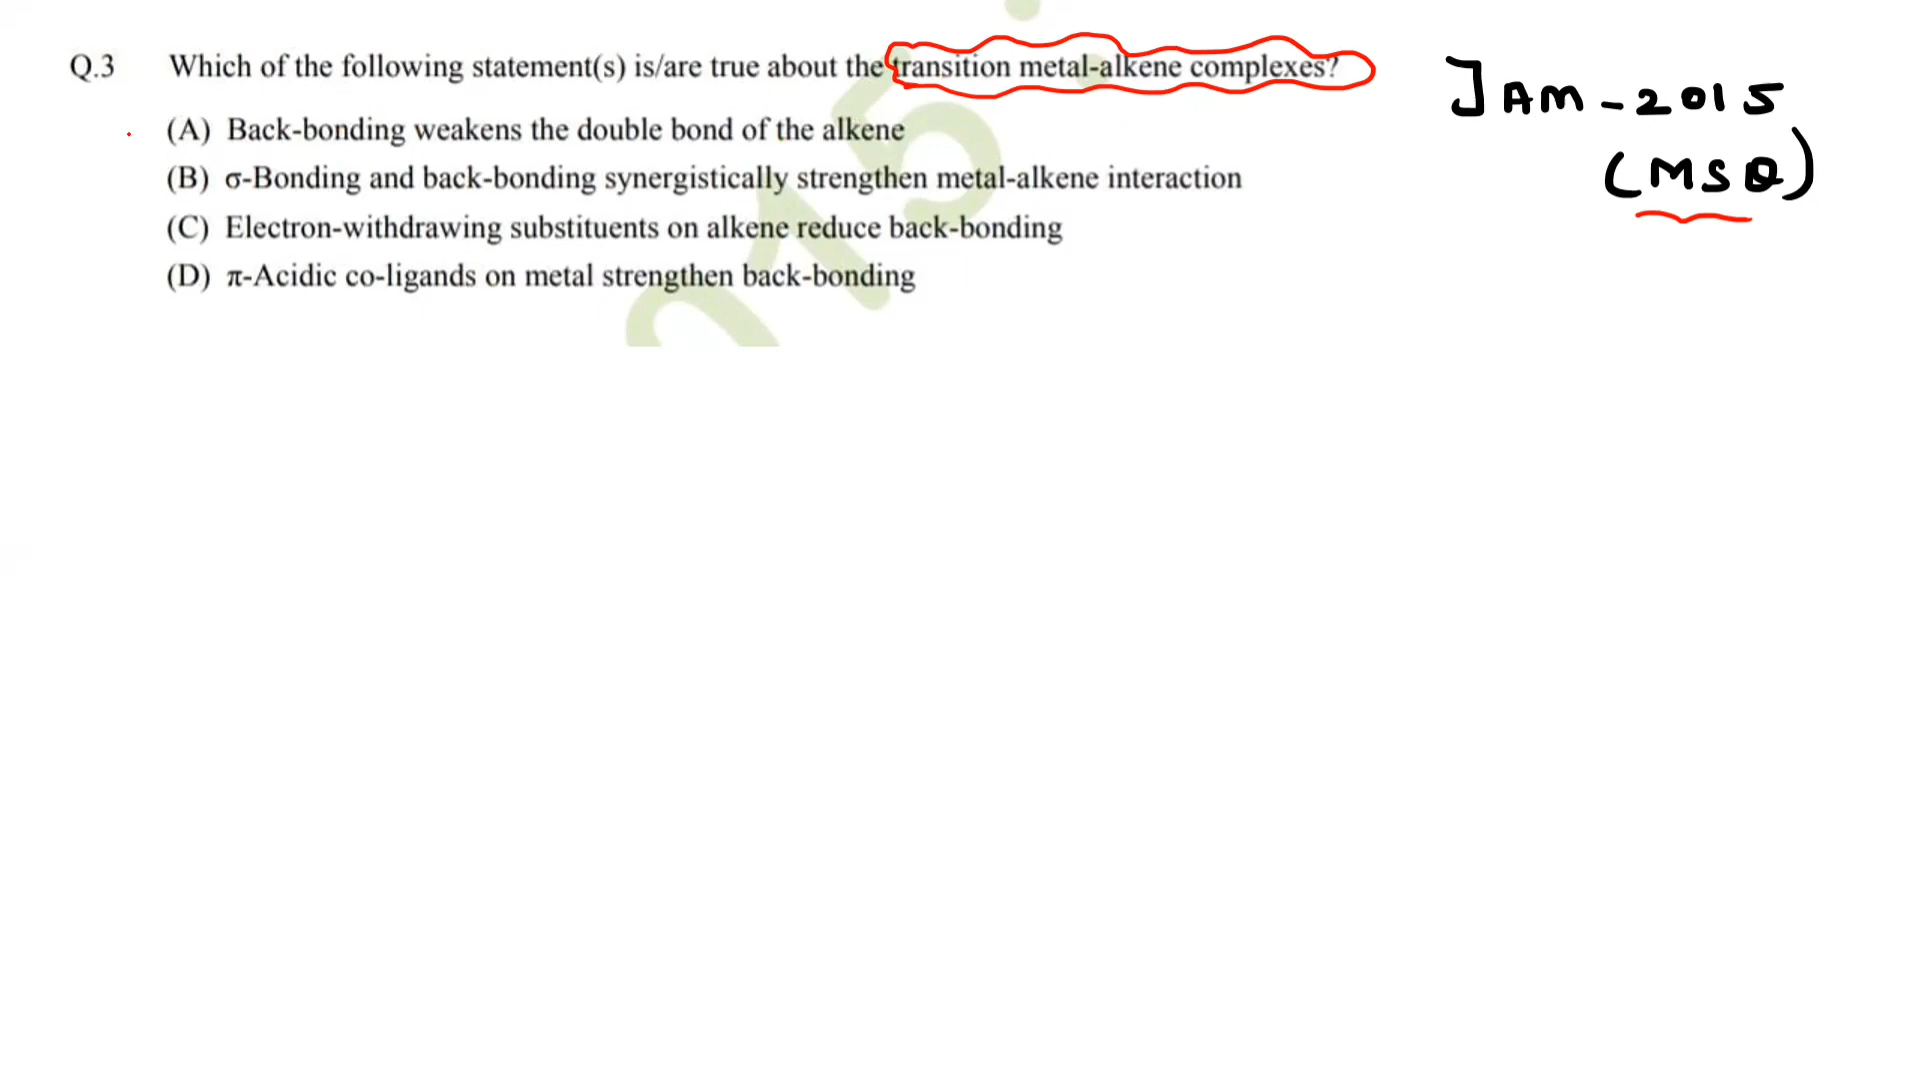 Q.3 Which of the following statement(s) is/are true about the transition metal-alkene complexes?
JAM-2015
(A) Back-bonding weakens the double bond of the alkene
(MSQ)
(B) σ-Bonding and back-bonding synergistically strengthen metal-alkene interaction
(C) Electron-withdrawing substituents on alkene reduce back-bonding
(D) π-Acidic co-ligands on metal strengthen back-bonding